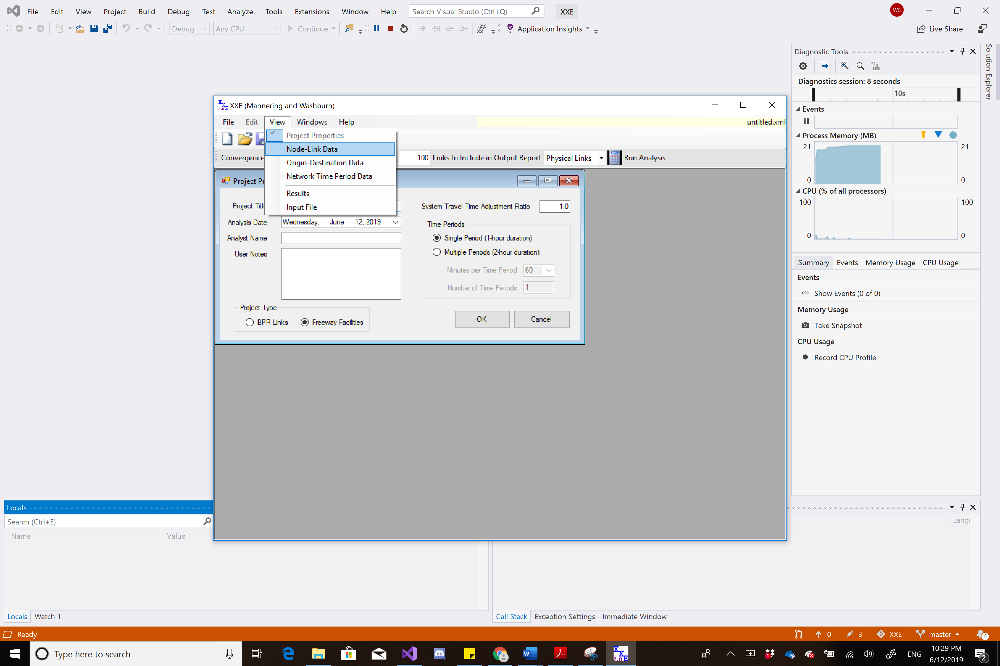 File Edit View Project Build Debug Test Analyze Tools Extensions Window Help Search Visual Studio (Ctrl+Q) XXE WS
Debug Any CPU Continue Application Insights Live Share
Solution Explorer
Diagnostic Tools
Diagnostics session: 8 seconds
10s
Events
Process Memory (MB)
21 21
0 0
CPU (% of all processors)
100 100
0 0
Summary Events Memory Usage CPU Usage
Events
Show Events (0 of 0)
Memory Usage
Take Snapshot
CPU Usage
Record CPU Profile
XXE 2.0 XXE (Mannering and Washburn)
File Edit View Windows Help untitled.xml
Project Properties
Node-Link Data
Origin-Destination Data
Network Time Period Data
Results
Input File
Convergence 100 Links to Include in Output Report Physical Links Run Analysis
Project Pr
Project Title
Analysis Date Wednesday, June 12, 2019
Analyst Name
User Notes
Project Type
BPR Links Freeway Facilities
System Travel Time Adjustment Ratio 1.0
Time Periods
Single Period (1-hour duration)
Multiple Periods (2-hour duration)
Minutes per Time Period 60
Number of Time Periods 1
OK Cancel
Locals
Search (Ctrl+E)
Name Value
Lang
Locals Watch 1
Call Stack Exception Settings Immediate Window
Ready 0 3 XXE master 4
Type here to search ENG 10:29 PM
6/12/2019 2